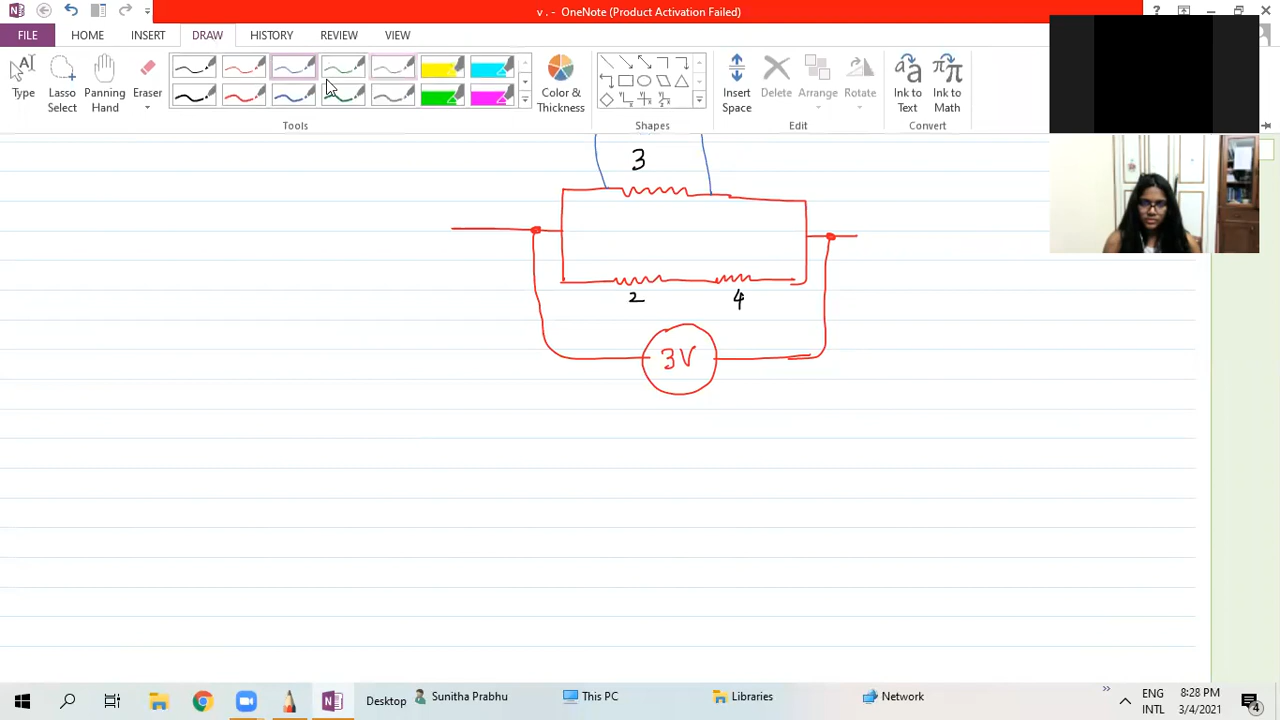 v . - OneNote (Product Activation Failed)
FILE HOME INSERT DRAW HISTORY REVIEW VIEW
Type Lasso Select Panning Hand Eraser Color & Thickness Insert Space Delete Arrange Rotate Ink to Text Ink to Math
Tools Shapes Edit Convert
3
2 4
3V
Desktop Sunitha Prabhu This PC Libraries Network
ENG INTL
8:28 PM
3/4/2021
4